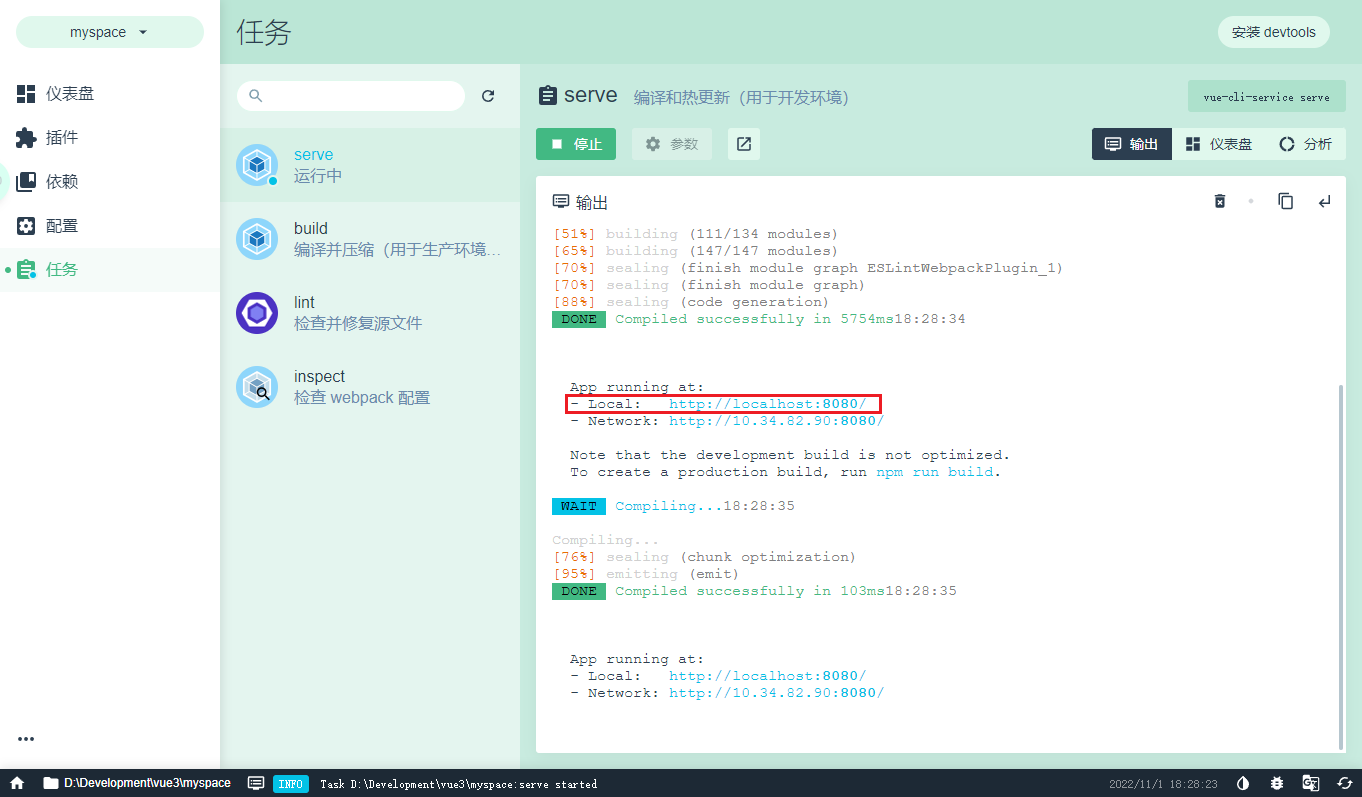 myspace
任务
安装 devtools
仪表盘
插件
依赖
配置
任务
serve
运行中
build
编译并压缩（用于生产环境…
lint
检查并修复源文件
inspect
检查 webpack 配置
serve 编译和热更新（用于开发环境）
vue-cli-service serve
停止 参数
输出 仪表盘 分析
输出
[51%] building (111/134 modules)
[65%] building (147/147 modules)
[70%] sealing (finish module graph ESLintWebpackPlugin_1)
[70%] sealing (finish module graph)
[88%] sealing (code generation)
DONE Compiled successfully in 5754ms18:28:34
App running at:
- Local: http://localhost:8080/
- Network: http://10.34.82.90:8080/
Note that the development build is not optimized.
To create a production build, run npm run build.
WAIT Compiling...18:28:35
Compiling...
[76%] sealing (chunk optimization)
[95%] emitting (emit)
DONE Compiled successfully in 103ms18:28:35
App running at:
- Local: http://localhost:8080/
- Network: http://10.34.82.90:8080/
D:\Development\vue3\myspace INFO Task D:\Development\vue3\myspace:serve started 2022/11/1 18:28:23